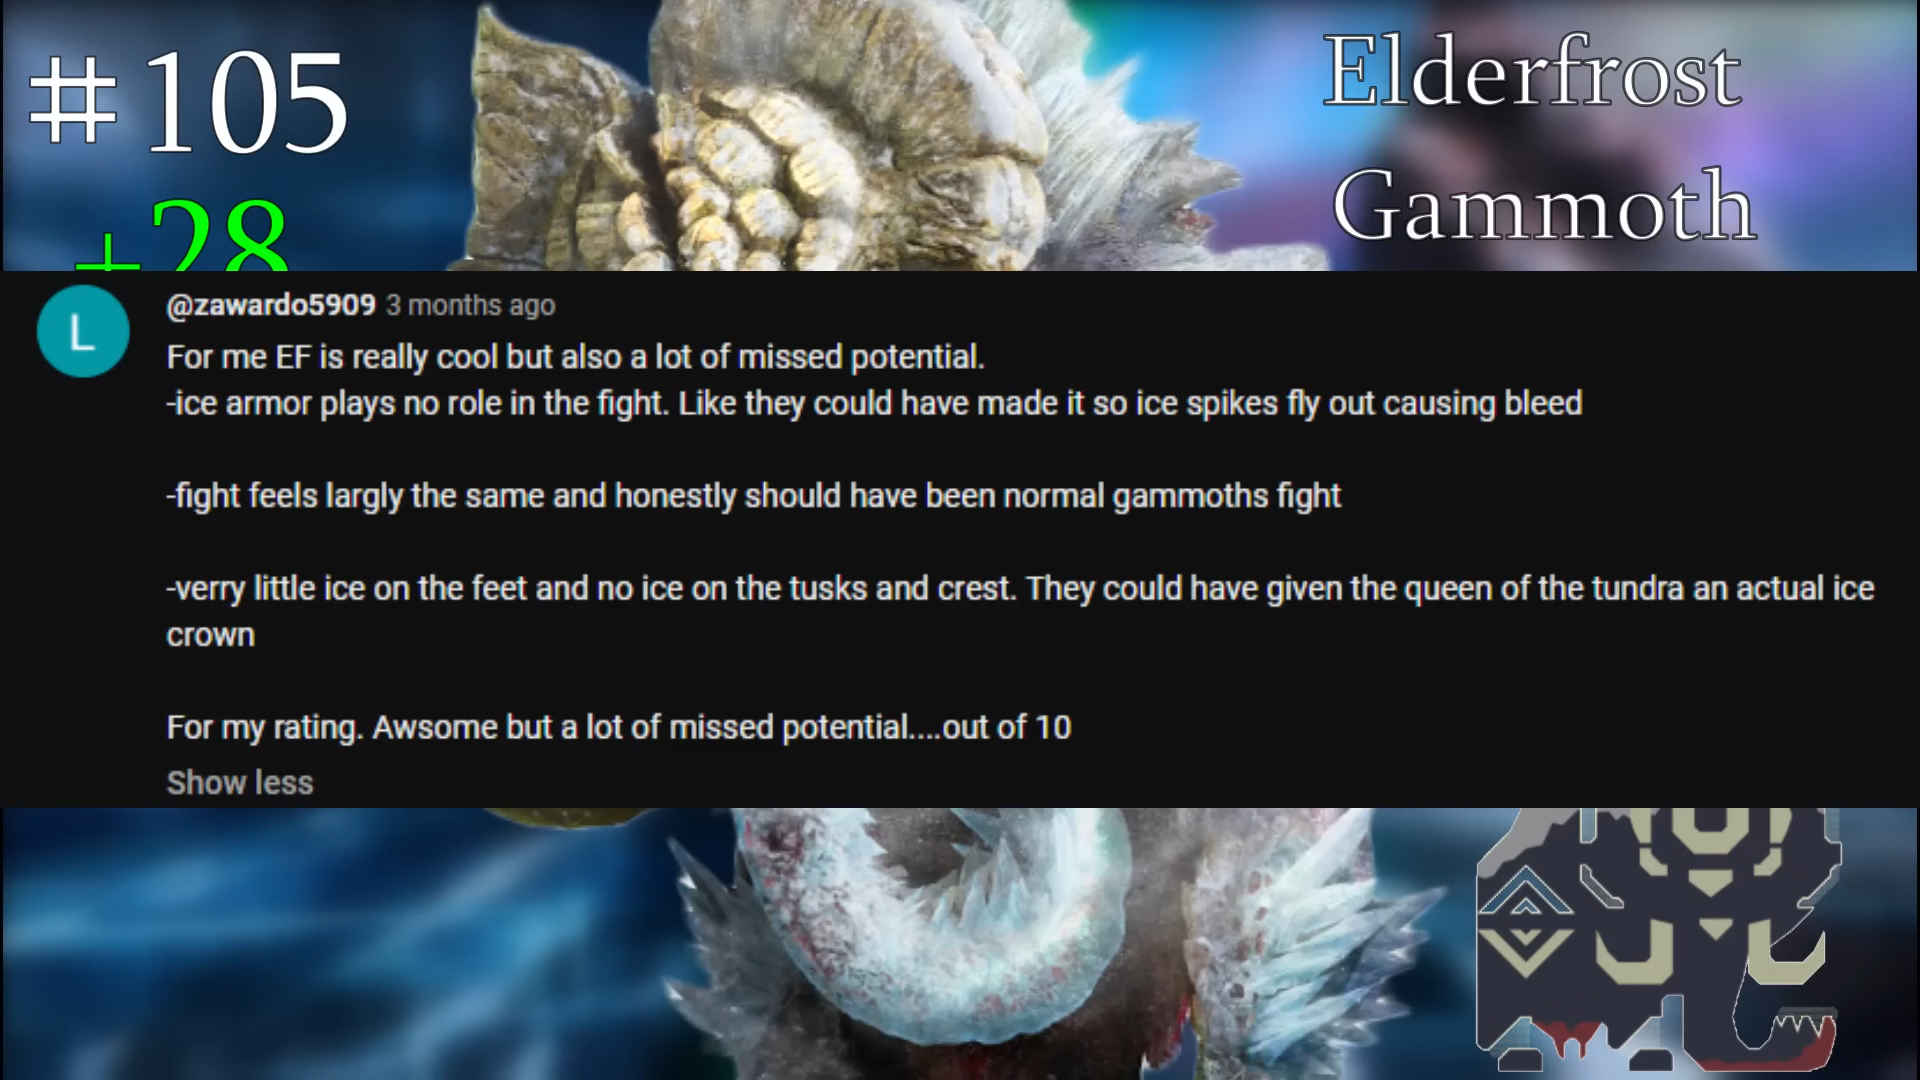 #105
Elderfrost
Gammoth
+28
L
@zawardo5909 3 months ago
For me EF is really cool but also a lot of missed potential.
-ice armor plays no role in the fight. Like they could have made it so ice spikes fly out causing bleed
-fight feels largly the same and honestly should have been normal gammoths fight
-verry little ice on the feet and no ice on the tusks and crest. They could have given the queen of the tundra an actual ice
crown
For my rating. Awsome but a lot of missed potential....out of 10
Show less